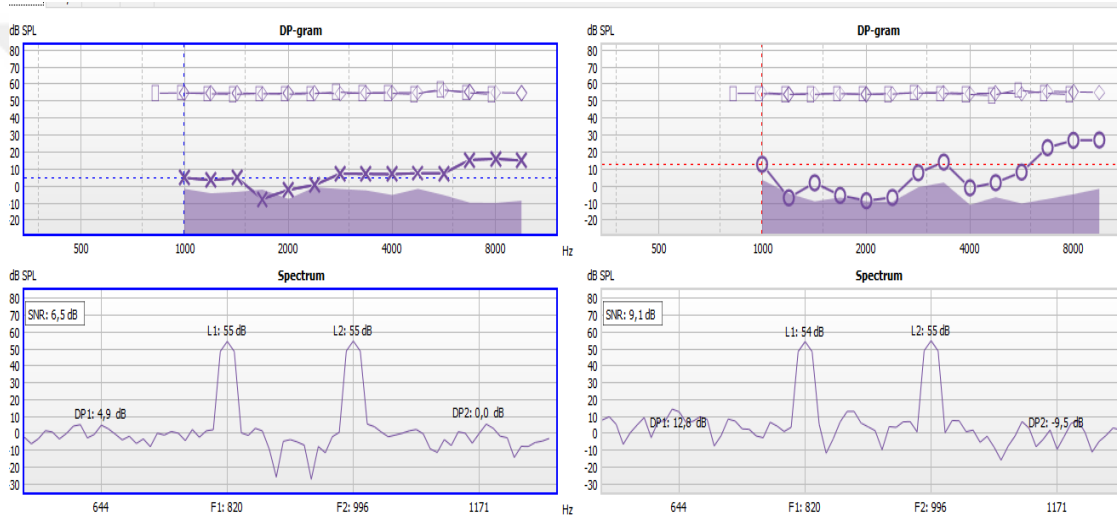 DP-gram
dB SPL
80
70
60
50
40
30
20
10
0
10
20
500 1000 2000 4000 8000 Hz
DP-gram
dB SPL
80
70
60
50
40
30
20
10
0
-10
-20
500 1000 2000 4000 8000
Spectrum
dB SPL
80
70
60
50
40
30
20
10
0
10
20
30
SNR: 6,5 dB
L1: 55 dB
L2: 55 dB
DP1: 4,9 dB
DP2: 0,0 dB
644 F1: 820 F2: 996 1171 Hz
Spectrum
dB SPL
80
70
60
50
40
30
20
10
0
-10
-20
-30
SNR: 9,1 dB
L1: 54 dB
L2: 55 dB
DP1: 12,8 dB
DP2: -9,5 dB
644 F1: 820 F2: 996 1171